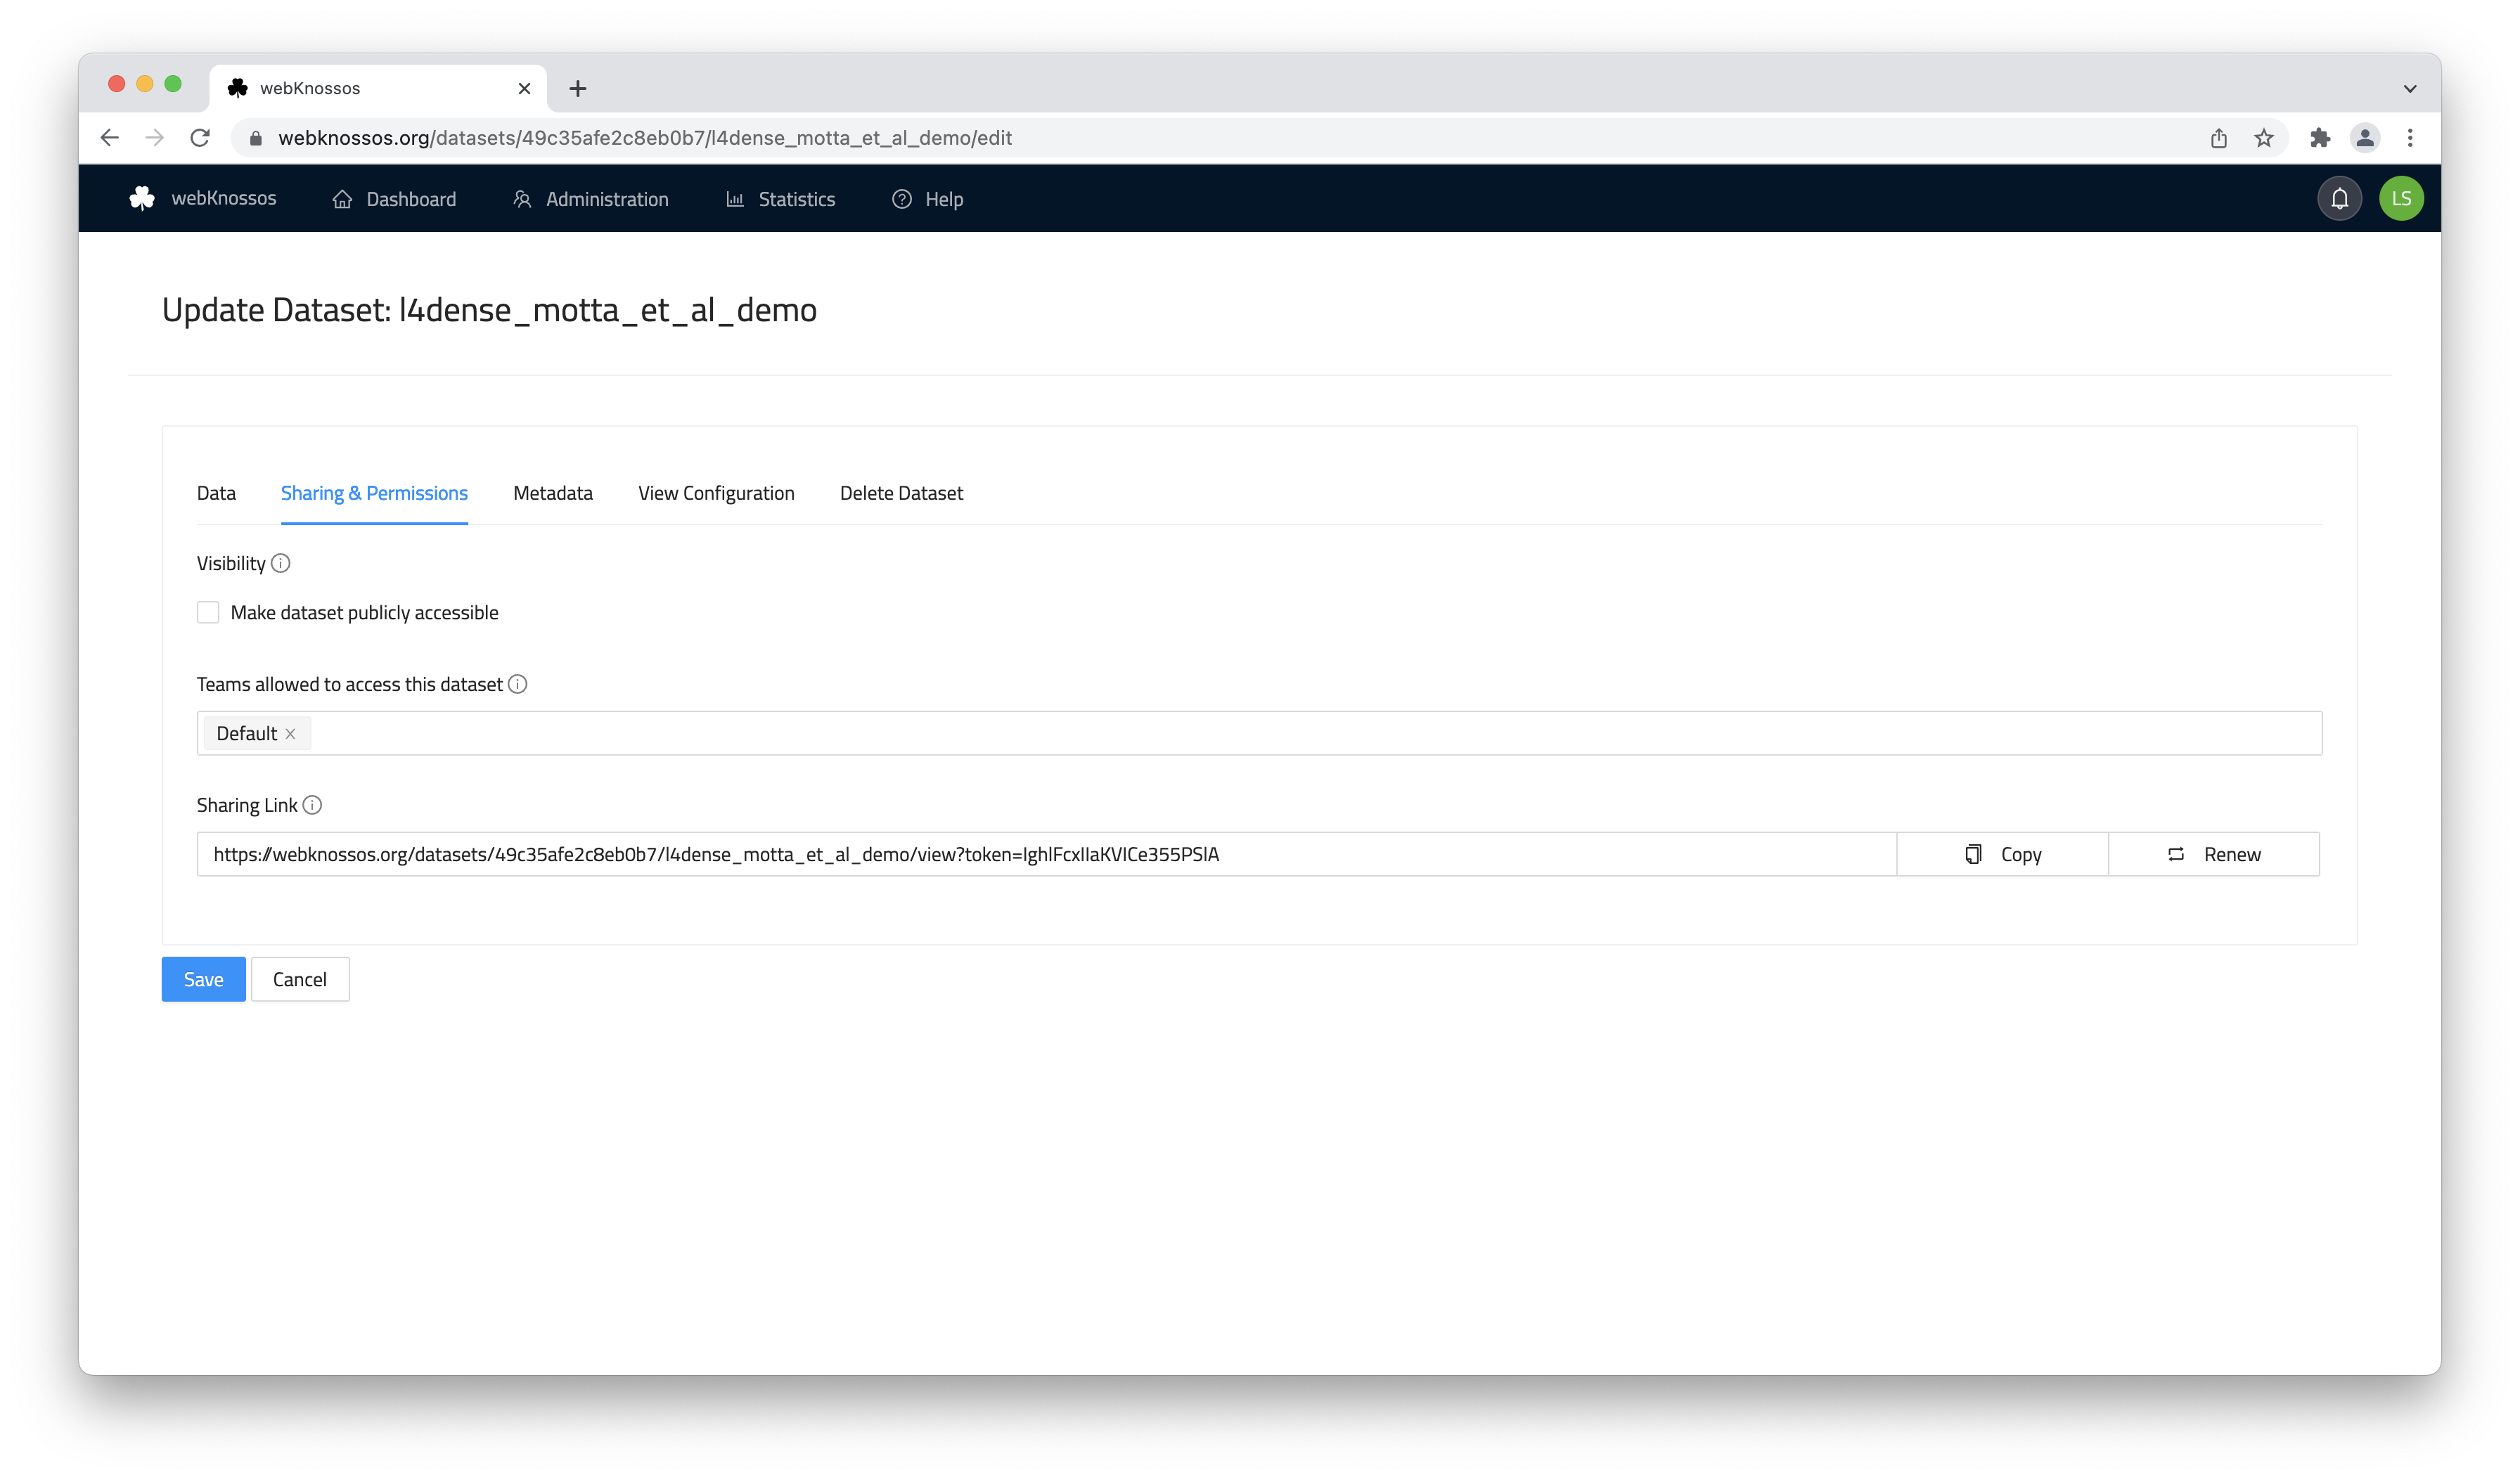 webKnossos
webknossos.org/datasets/49c35afe2c8eb0b7/l4dense_motta_et_al_demo/edit
webKnossos Dashboard Administration Statistics Help LS
Update Dataset: l4dense_motta_et_al_demo
Data Sharing & Permissions Metadata View Configuration Delete Dataset
Visibility
Make dataset publicly accessible
Teams allowed to access this dataset
Default
Sharing Link
https://webknossos.org/datasets/49c35afe2c8eb0b7/l4dense_motta_et_al_demo/view?token=IghlFcxIlaKVICe355PSlA Copy Renew
Save Cancel